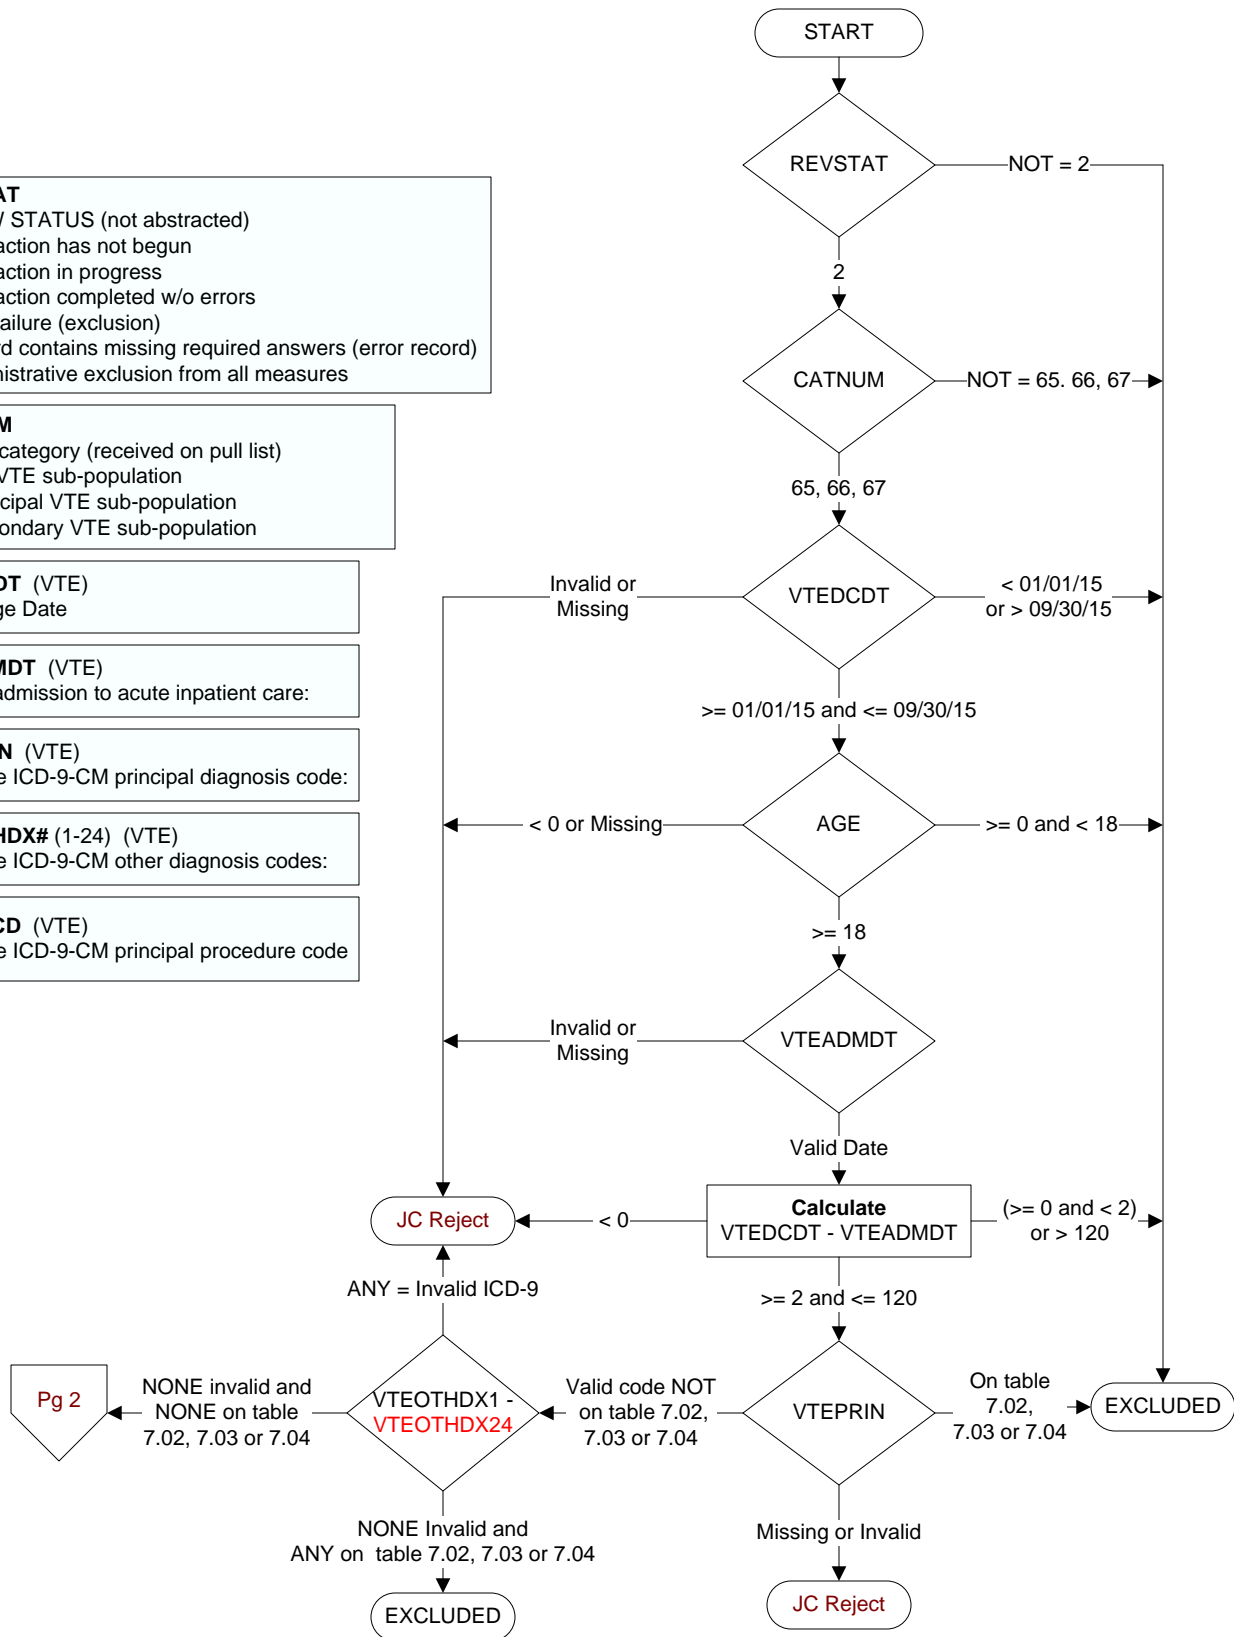 START
REVSTAT
NOT = 2
2
AT
STATUS (not abstracted)
action has not begun
action in progress
action completed w/o errors
ailure (exclusion)
d contains missing required answers (error record)
nistrative exclusion from all measures
CATNUM
NOT = 65. 66, 67
65, 66, 67
M
category (received on pull list)
VTE sub-population
cipal VTE sub-population
ondary VTE sub-population
DT (VTE)
ge Date
MDT (VTE)
admission to acute inpatient care:
N (VTE)
e ICD-9-CM principal diagnosis code:
HDX# (1-24) (VTE)
e ICD-9-CM other diagnosis codes:
CD (VTE)
e ICD-9-CM principal procedure code
Invalid or
Missing
VTEDCDT
< 01/01/15
or > 09/30/15
>= 01/01/15 and <= 09/30/15
< 0 or Missing
AGE
>= 0 and < 18
>= 18
Invalid or
Missing
VTEADMDT
Valid Date
JC Reject
< 0
Calculate
VTEDCDT - VTEADMDT
(>= 0 and < 2)
or > 120
ANY = Invalid ICD-9
>= 2 and <= 120
Pg 2
NONE invalid and
NONE on table
7.02, 7.03 or 7.04
VTEOTHDX1 -
VTEOTHDX24
Valid code NOT
on table 7.02,
7.03 or 7.04
VTEPRIN
On table
7.02,
7.03 or 7.04
EXCLUDED
NONE Invalid and
ANY on table 7.02, 7.03 or 7.04
EXCLUDED
Missing or Invalid
JC Reject